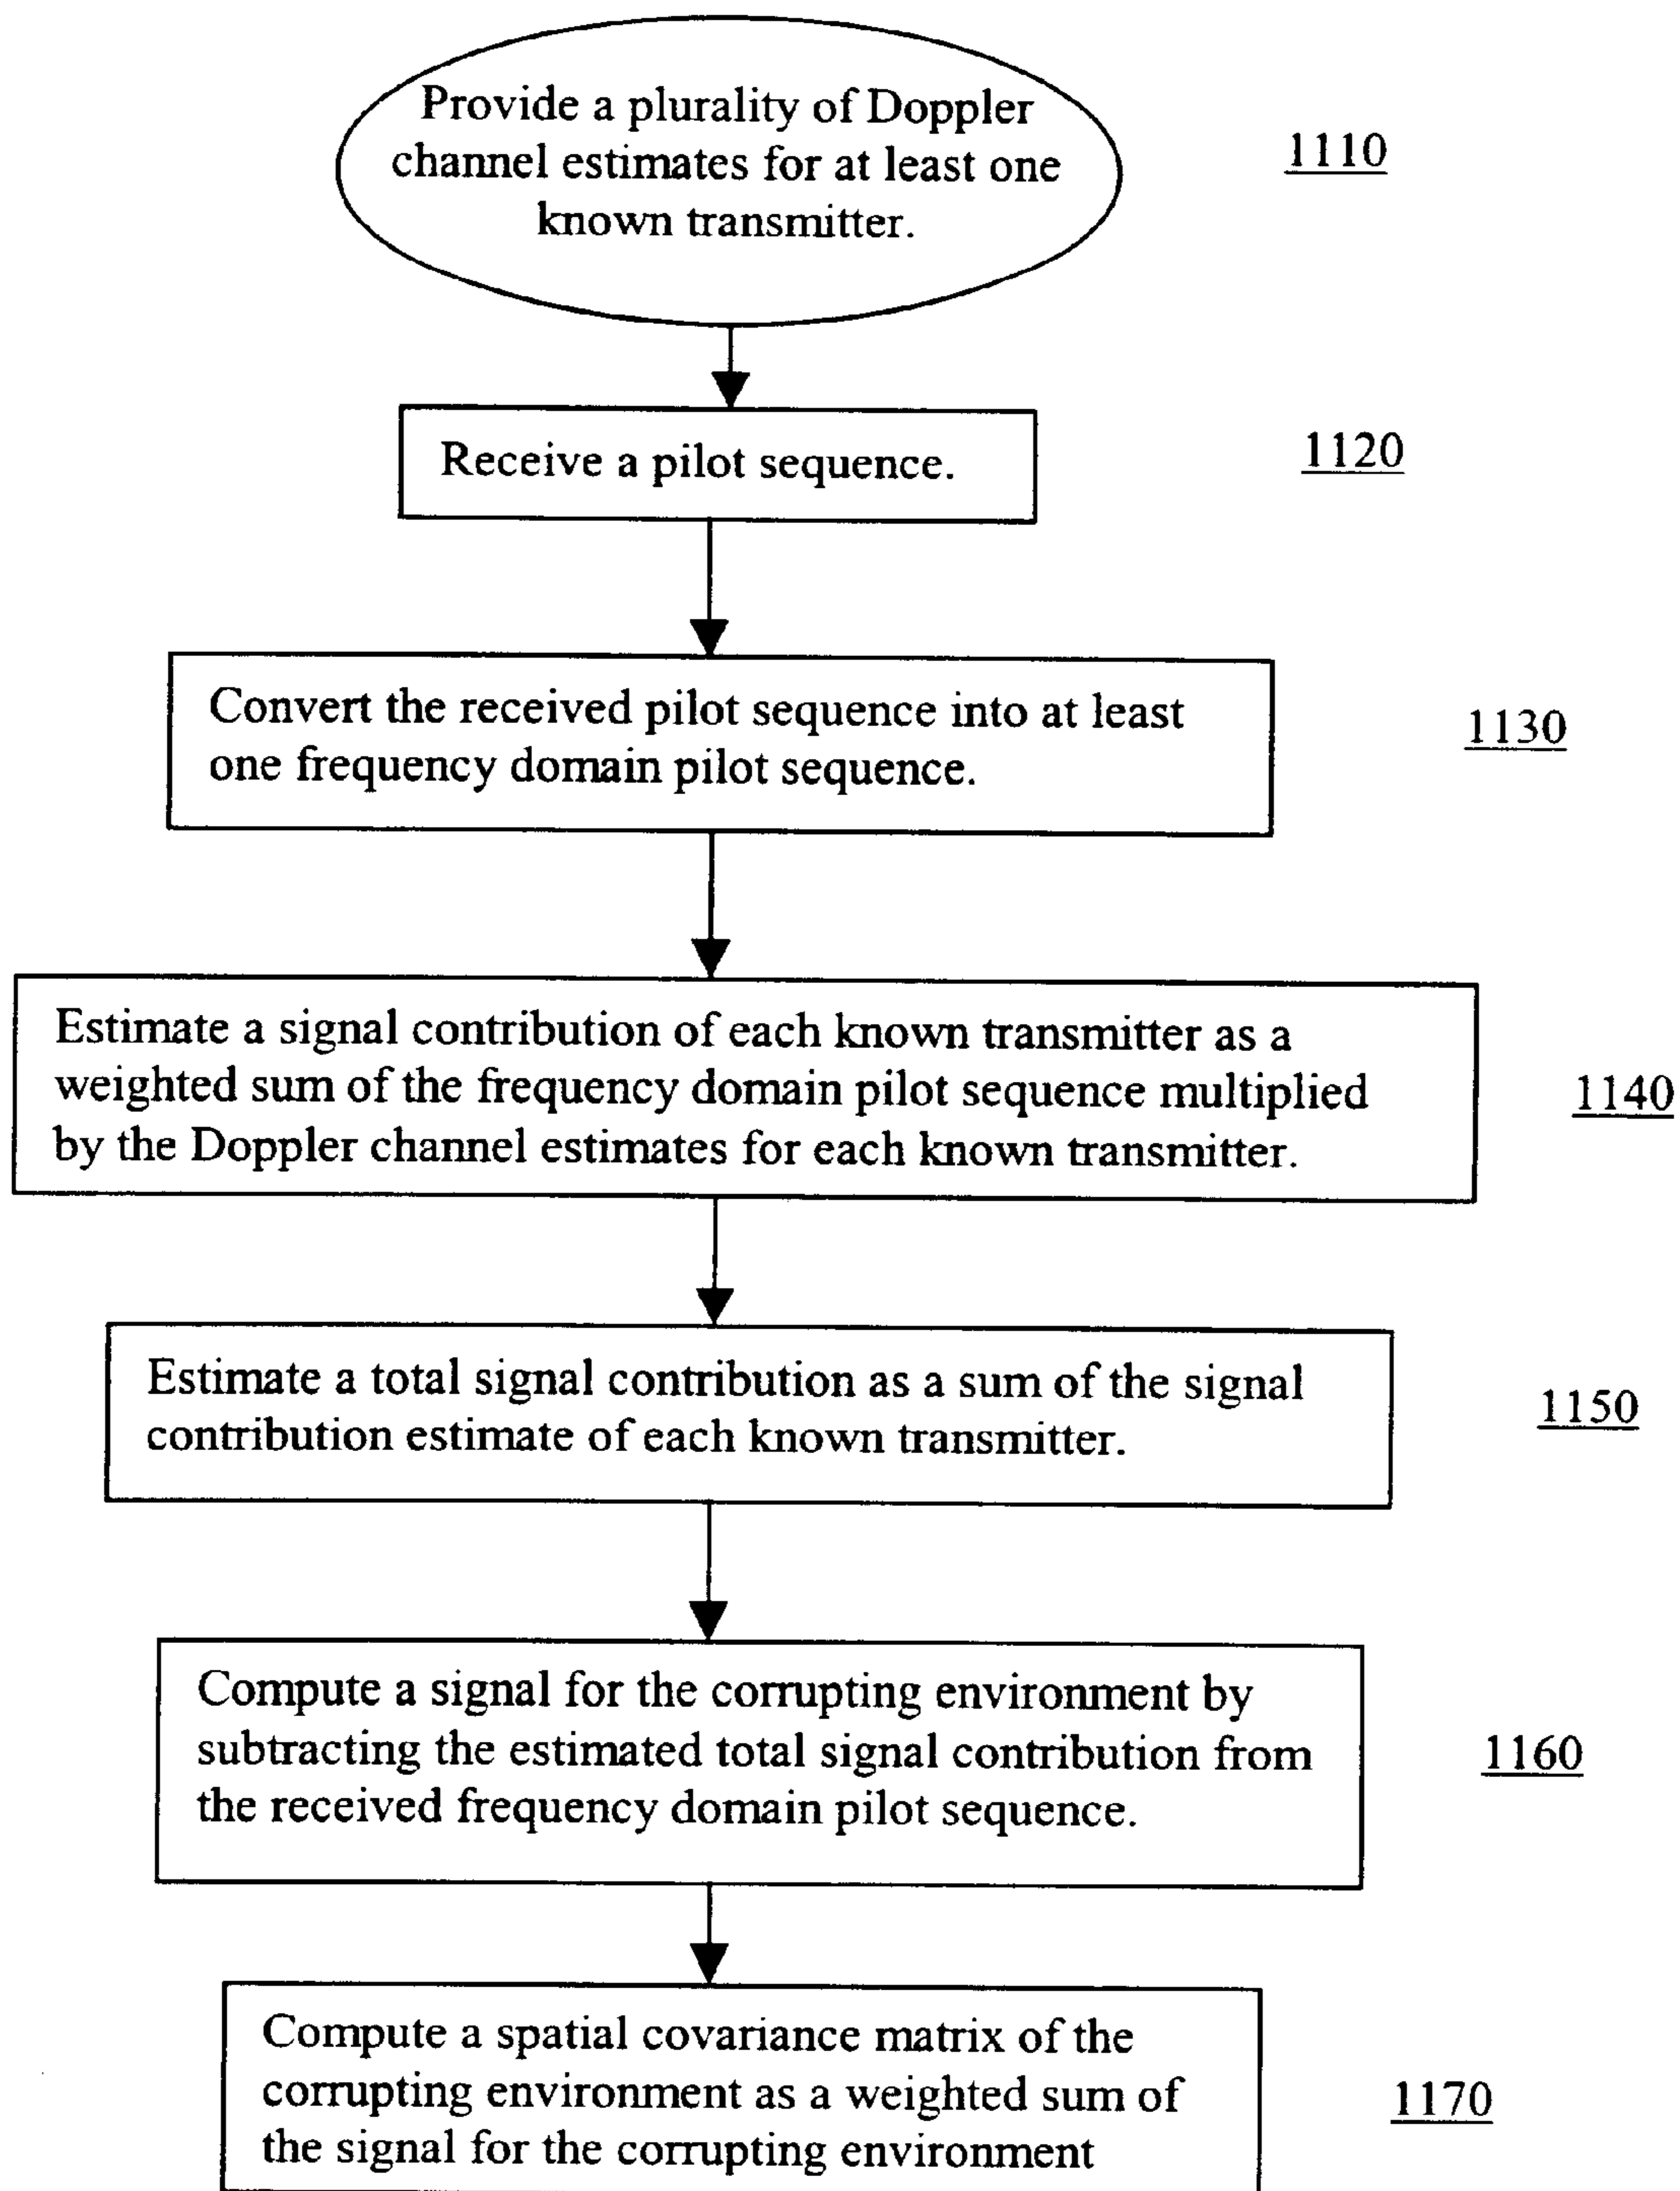 Provide a plurality of Doppler
channel estimates for at least one
known transmitter.
1110
Receive a pilot sequence.
1120
Convert the received pilot sequence into at least
one frequency domain pilot sequence.
1130
Estimate a signal contribution of each known transmitter as a
weighted sum of the frequency domain pilot sequence multiplied
by the Doppler channel estimates for each known transmitter.
1140
Estimate a total signal contribution as a sum of the signal
contribution estimate of each known transmitter.
1150
Compute a signal for the corrupting environment by
subtracting the estimated total signal contribution from
the received frequency domain pilot sequence.
1160
Compute a spatial covariance matrix of the
corrupting environment as a weighted sum of
the signal for the corrupting environment
1170